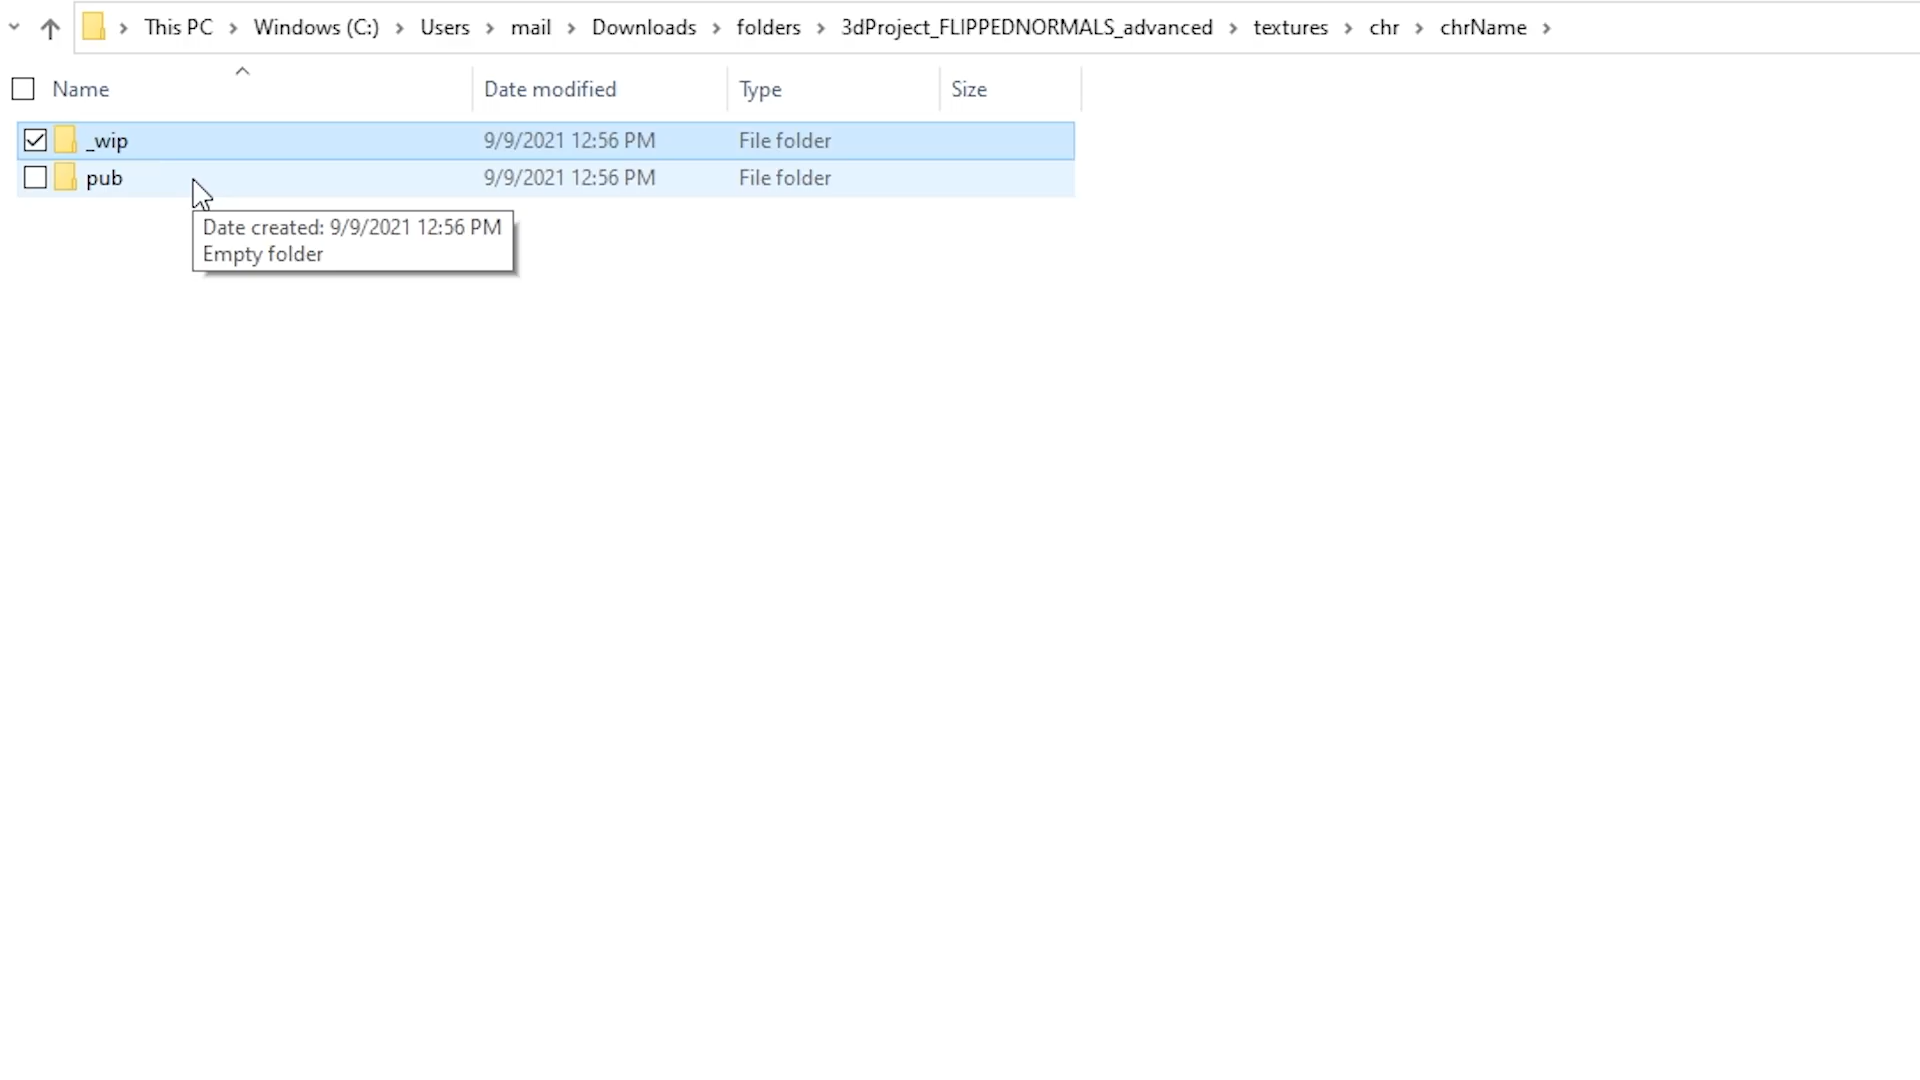 This PC > Windows (C:) > Users > mail > Downloads > folders > 3dProject_FLIPPEDNORMALS_advanced > textures > chr > chrName >
Name Date modified Type Size
_wip 9/9/2021 12:56 PM File folder
pub 9/9/2021 12:56 PM File folder
Date created: 9/9/2021 12:56 PM
Empty folder